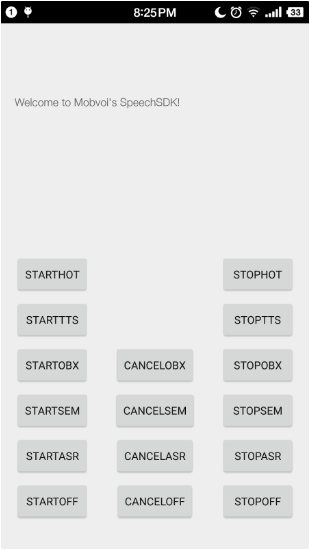 1 8:25PM 33
Welcome to Mobvoi's SpeechSDK!
STARTHOT STOPHOT
STARTTTS STOPTTS
STARTOBX CANCELOBX STOPOBX
STARTSEM CANCELSEM STOPSEM
STARTASR CANCELASR STOPASR
STARTOFF CANCELOFF STOPOFF